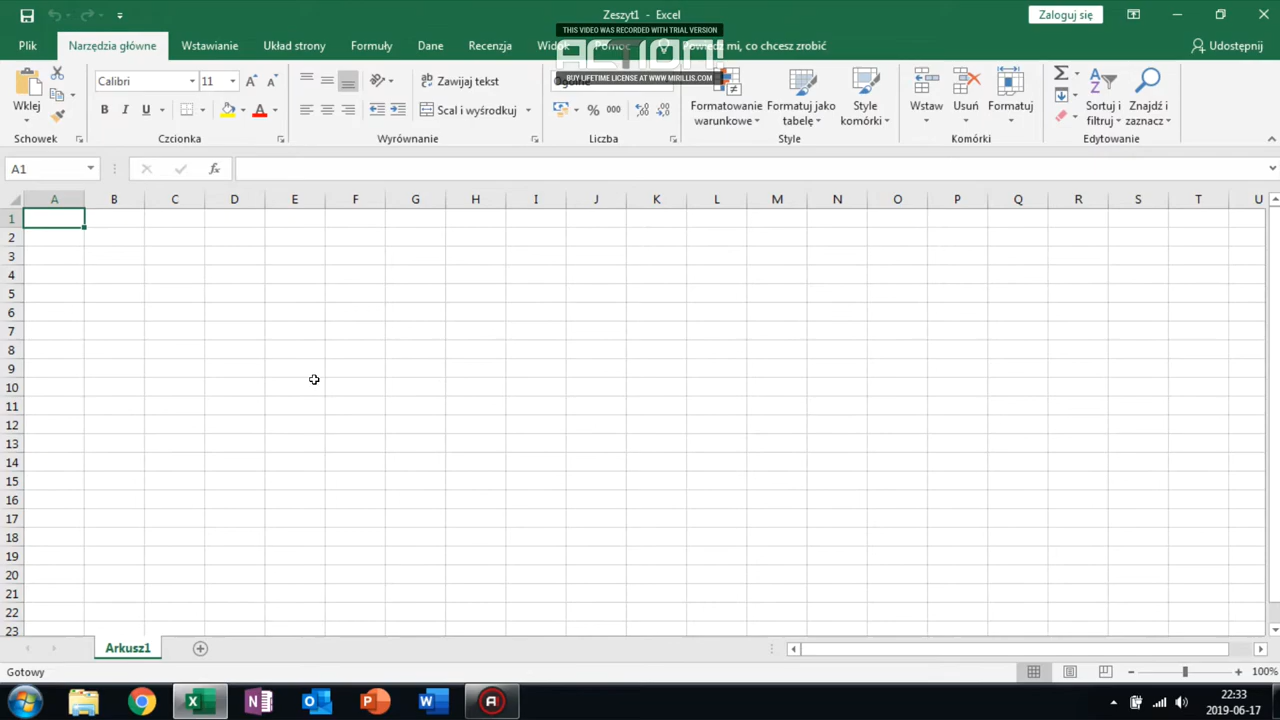 Zeszyt1 - Excel
Zaloguj się
THIS VIDEO WAS RECORDED WITH TRIAL VERSION
ACTION!
BUY LIFETIME LICENSE AT WWW.MIRILLIS.COM
Plik Narzędzia główne Wstawianie Układ strony Formuły Dane Recenzja Widok Pomoc Powiedz mi, co chcesz zrobić Udostępnij
Wklej
Schowek
Calibri 11
B I U
Czcionka
Zawijaj tekst
Scal i wyśrodkuj
Wyrównanie
Ogólne
% 000
Liczba
Formatowanie warunkowe
Formatuj jako tabelę
Style komórki
Style
Wstaw Usuń Formatuj
Komórki
Sortuj i filtruj
Znajdź i zaznacz
Edytowanie
A1 fx
A B C D E F G H I J K L M N O P Q R S T U
1
2
3
4
5
6
7
8
9
10
11
12
13
14
15
16
17
18
19
20
21
22
23
Arkusz1
Gotowy 100%
22:33
2019-06-17